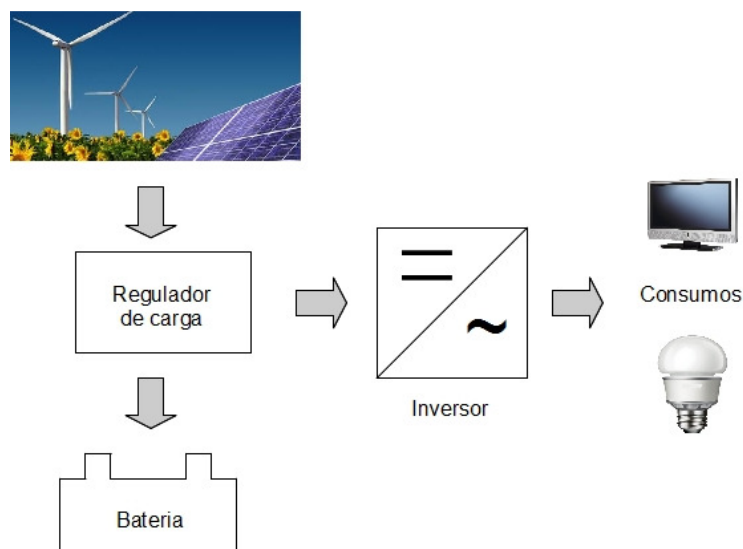 Regulador
de carga
Inversor
Consumos
Bateria